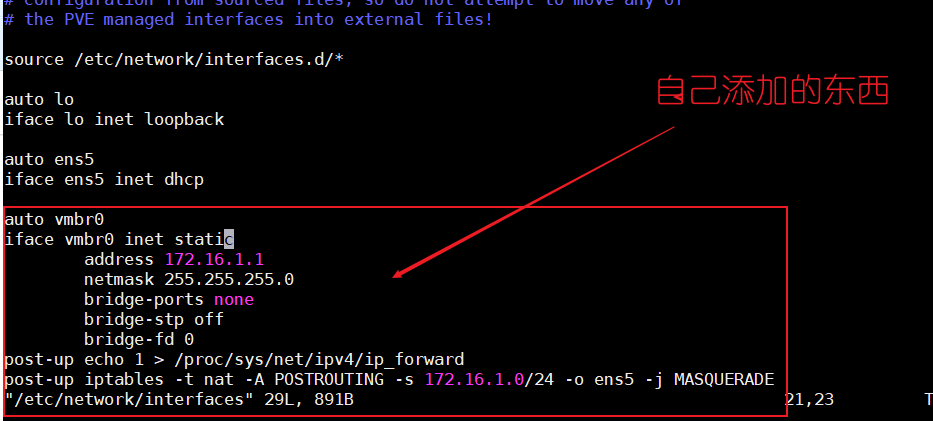 # configuration from sourced files, so do not attempt to move any of
# the PVE managed interfaces into external files!
source /etc/network/interfaces.d/*
自己添加的东西
auto lo
iface lo inet loopback
auto ens5
iface ens5 inet dhcp
auto vmbr0
iface vmbr0 inet static
address 172.16.1.1
netmask 255.255.255.0
bridge-ports none
bridge-stp off
bridge-fd 0
post-up echo 1 > /proc/sys/net/ipv4/ip_forward
post-up iptables -t nat -A POSTROUTING -s 172.16.1.0/24 -o ens5 -j MASQUERADE
"/etc/network/interfaces" 29L, 891B 21,23 T